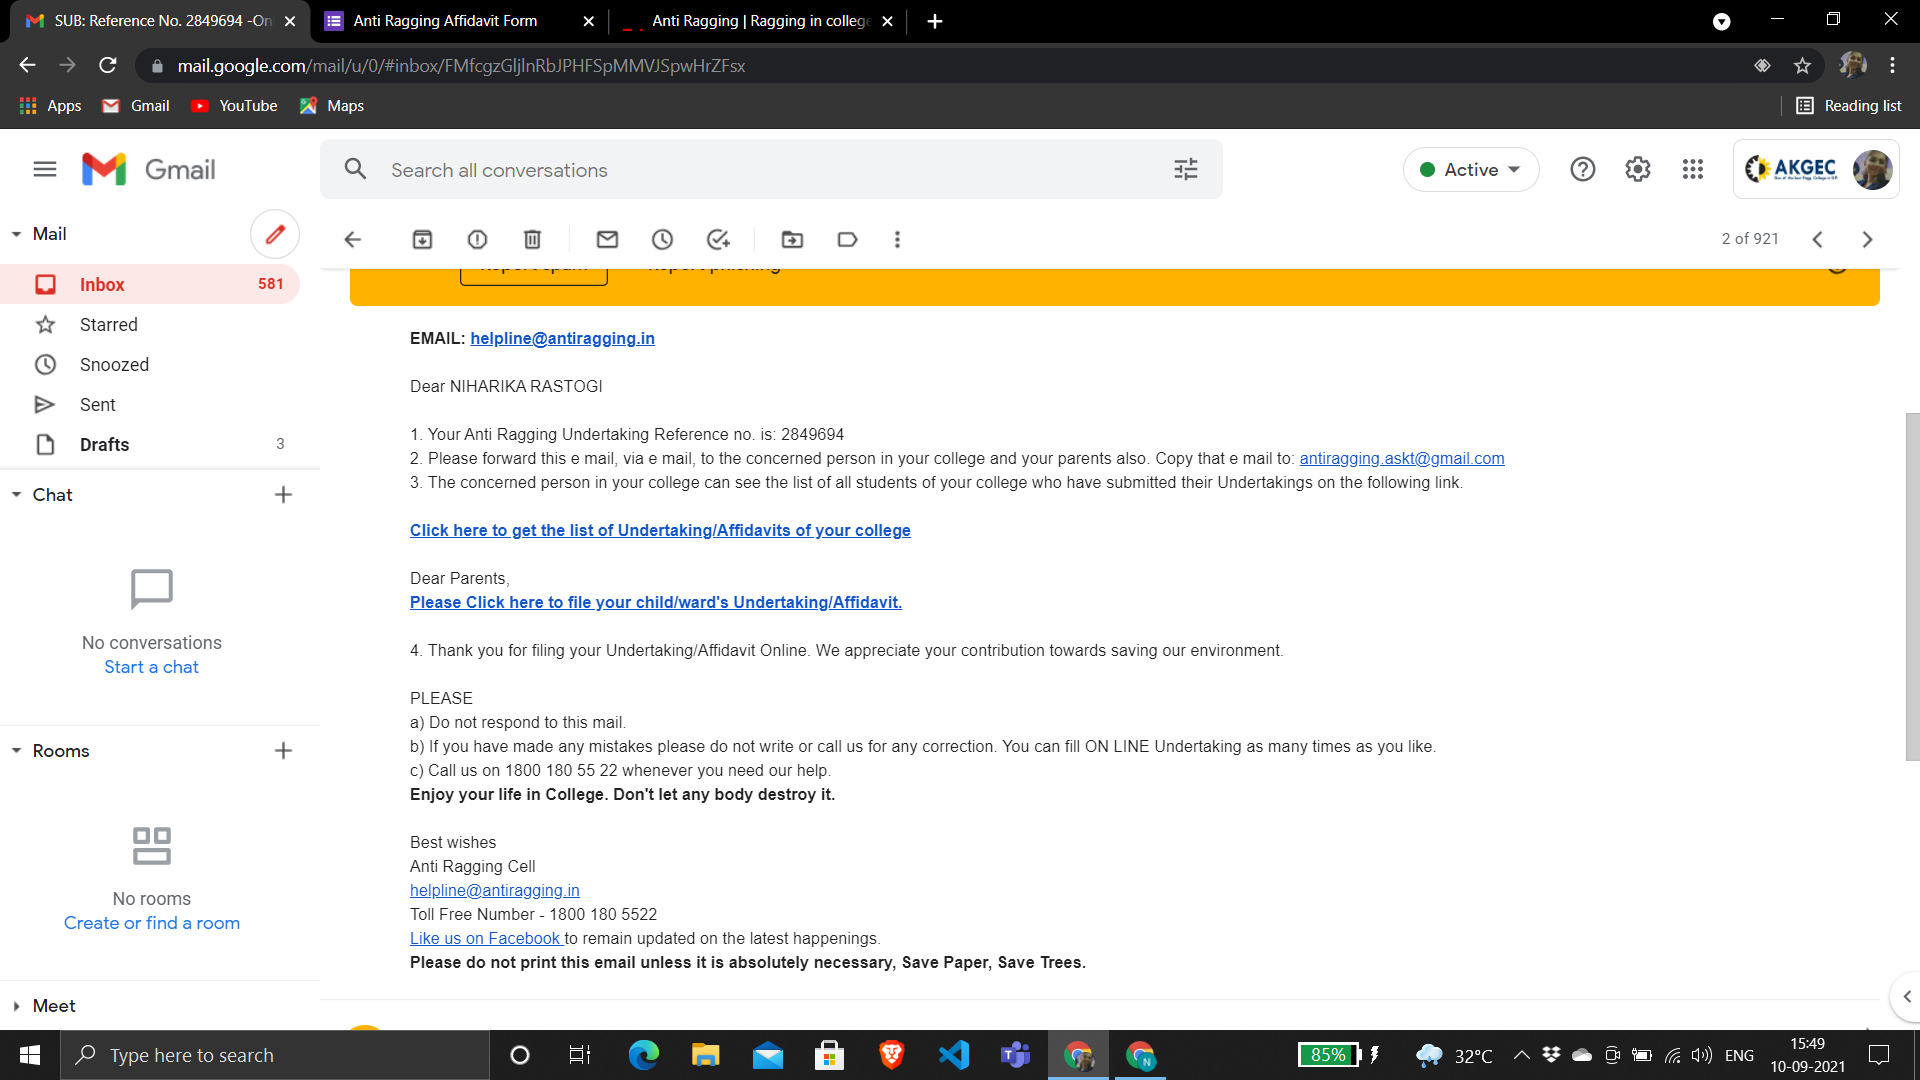 SUB: Reference No. 2849694 -On
Anti Ragging Affidavit Form
Anti Ragging | Ragging in college
mail.google.com/mail/u/0/#inbox/FMfcgzGljlnRbJPHFSpMMVJSpwHrZFsx
Apps
Gmail
YouTube
Maps
Reading list
Gmail
Search all conversations
Active
AKGEC
Mail
2 of 921
Inbox 581
Starred
Snoozed
Sent
Drafts 3
Chat
No conversations
Start a chat
Rooms
No rooms
Create or find a room
Meet
Report spam
Report phishing
EMAIL: helpline@antiragging.in
Dear NIHARIKA RASTOGI
1. Your Anti Ragging Undertaking Reference no. is: 2849694
2. Please forward this e mail, via e mail, to the concerned person in your college and your parents also. Copy that e mail to: antiragging.askt@gmail.com
3. The concerned person in your college can see the list of all students of your college who have submitted their Undertakings on the following link.
Click here to get the list of Undertaking/Affidavits of your college
Dear Parents,
Please Click here to file your child/ward's Undertaking/Affidavit.
4. Thank you for filing your Undertaking/Affidavit Online. We appreciate your contribution towards saving our environment.
PLEASE
a) Do not respond to this mail.
b) If you have made any mistakes please do not write or call us for any correction. You can fill ON LINE Undertaking as many times as you like.
c) Call us on 1800 180 55 22 whenever you need our help.
Enjoy your life in College. Don't let any body destroy it.
Best wishes
Anti Ragging Cell
helpline@antiragging.in
Toll Free Number - 1800 180 5522
Like us on Facebook to remain updated on the latest happenings.
Please do not print this email unless it is absolutely necessary, Save Paper, Save Trees.
Type here to search
85%
32°C
ENG
15:49
10-09-2021